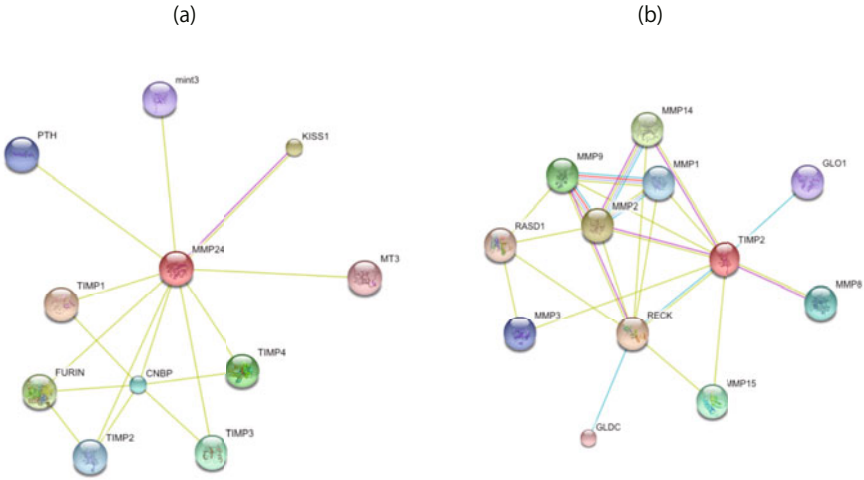 (a)
(b)
mint3
KISS1
PTH
MMP24
MT3
TIMP1
TIMP4
FURIN
CNBP
TIMP2
TIMP3
MMP14
MMP9
MMP1
GLO1
MMP2
RASD1
TIMP2
MMP8
MMP3
RECK
MMP15
GLDC